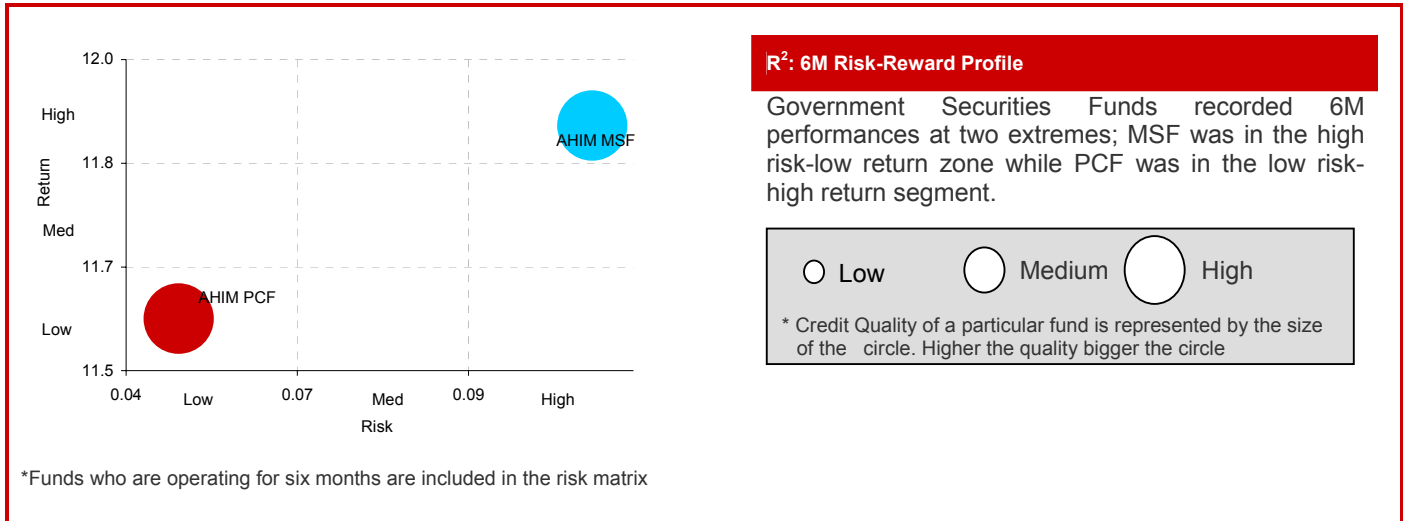 12.0
High
AHIM MSF
11.8
Return
Med
11.7
AHIM PCF
Low
11.5
0.04
Low
0.07
Med
0.09
High
Risk
*Funds who are operating for six months are included in the risk matrix
R²: 6M Risk-Reward Profile
Government Securities Funds recorded 6M
performances at two extremes; MSF was in the high
risk-low return zone while PCF was in the low risk-
high return segment.
Low Medium High
* Credit Quality of a particular fund is represented by the size
of the circle. Higher the quality bigger the circle